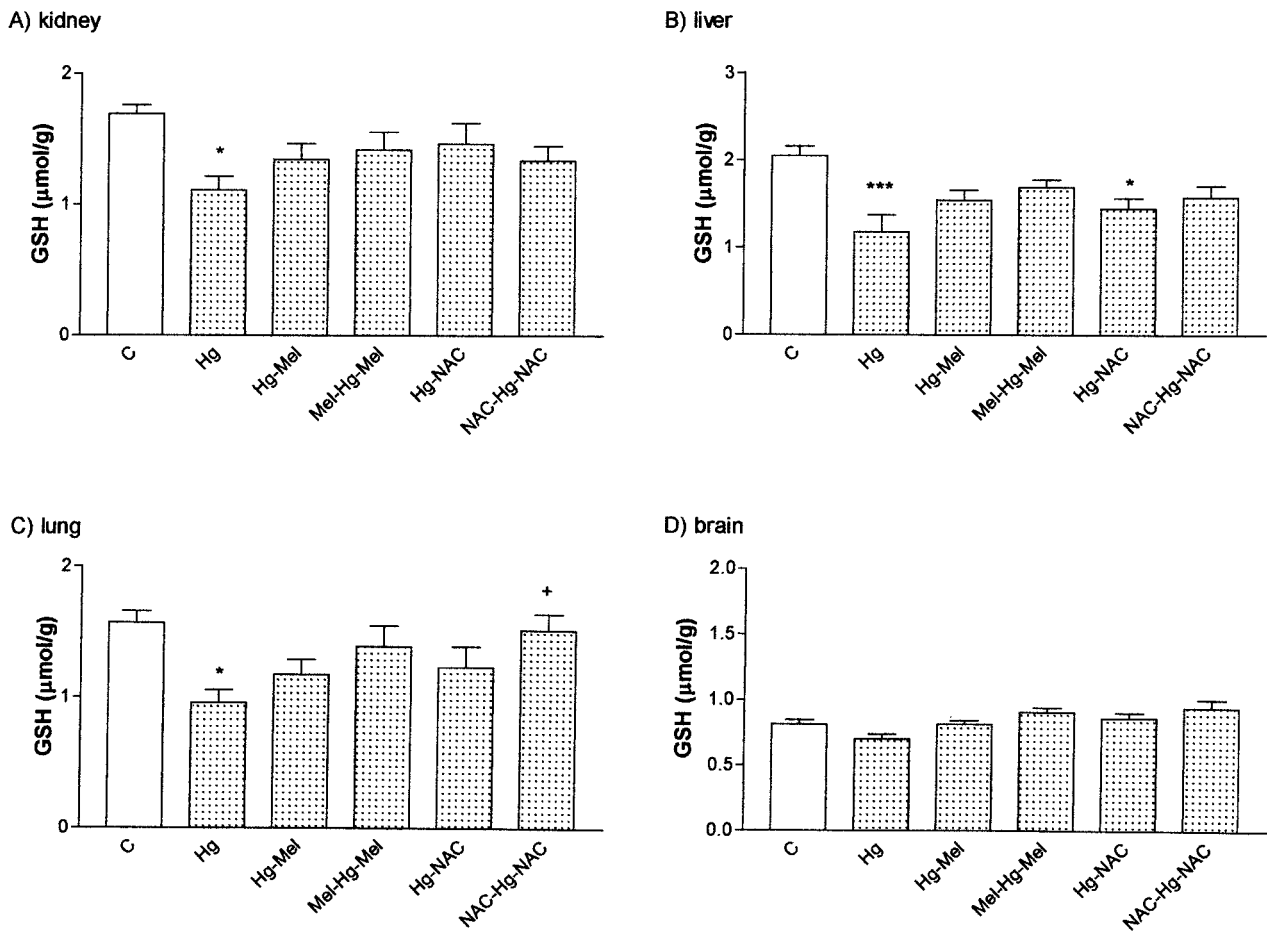 A) kidney
GSH (µmol/g)
2
1
0
*
C
Hg
Hg-Mel
Mel-Hg-Mel
Hg-NAC
NAC-Hg-NAC
B) liver
GSH (µmol/g)
3
2
1
0
***
*
C
Hg
Hg-Mel
Mel-Hg-Mel
Hg-NAC
NAC-Hg-NAC
C) lung
GSH (µmol/g)
2
1
0
*
+
C
Hg
Hg-Mel
Mel-Hg-Mel
Hg-NAC
NAC-Hg-NAC
D) brain
GSH (µmol/g)
2.0
1.5
1.0
0.5
0.0
C
Hg
Hg-Mel
Mel-Hg-Mel
Hg-NAC
NAC-Hg-NAC